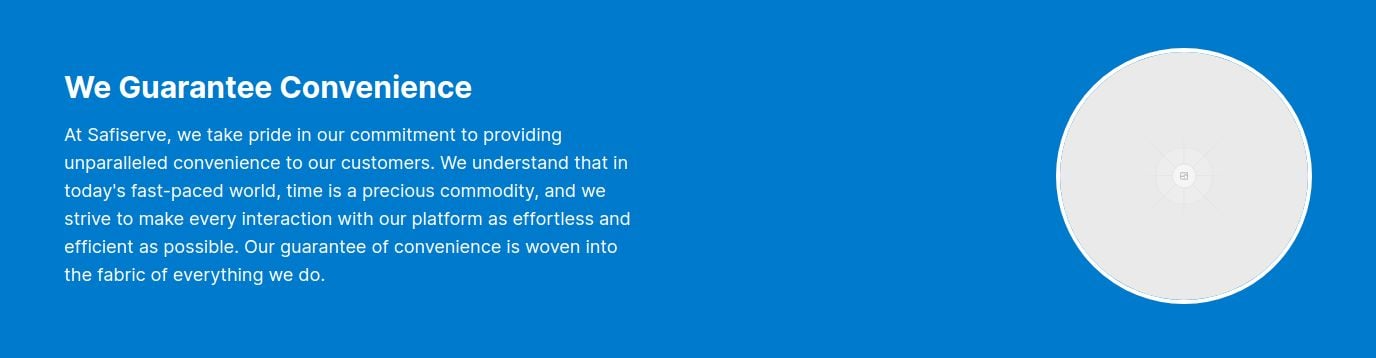 We Guarantee Convenience
At Safiserve, we take pride in our commitment to providing
unparalleled convenience to our customers. We understand that in
today's fast-paced world, time is a precious commodity, and we
strive to make every interaction with our platform as effortless and
efficient as possible. Our guarantee of convenience is woven into
the fabric of everything we do.